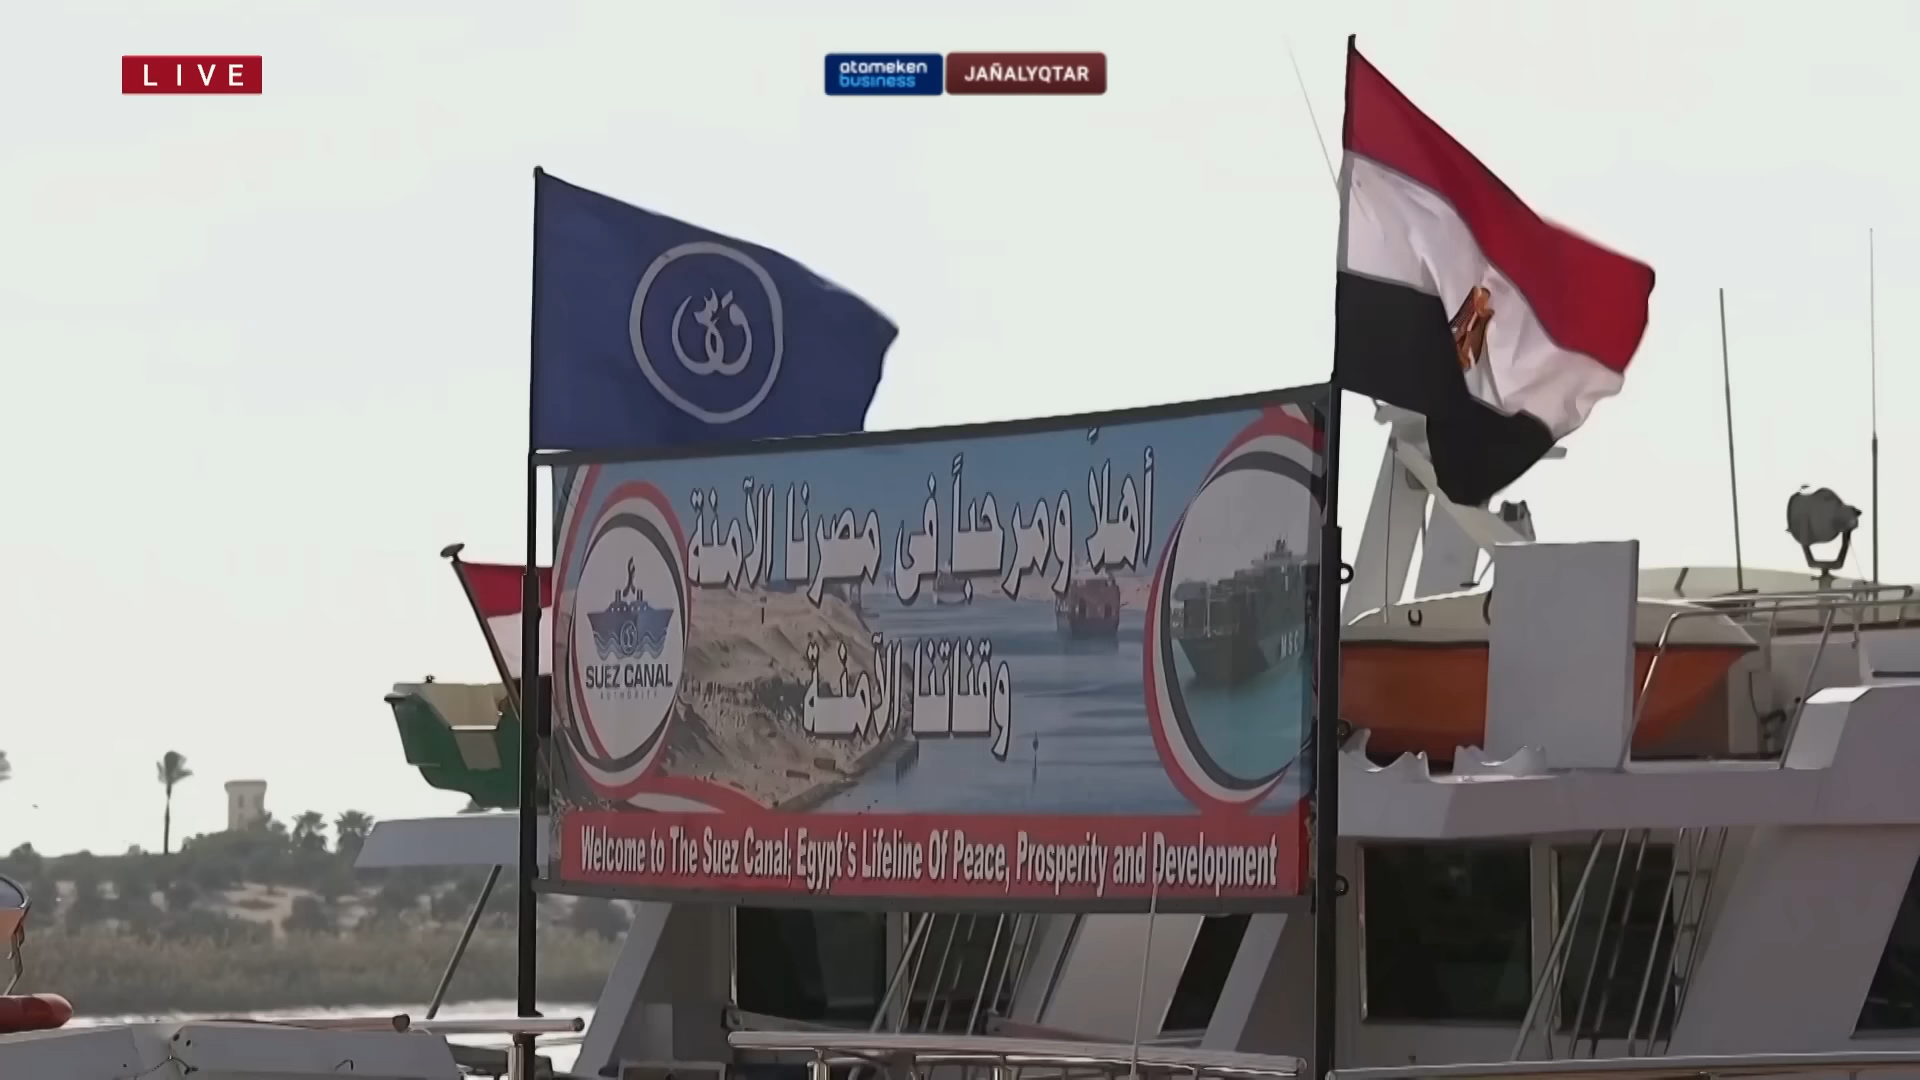 LIVE
atameken
business
JAÑALYQTAR
أهلاً ومرحباً فى مصرنا الآمنة
وقناتنا الآمنة
SUEZ CANAL
AUTHORITY
MSC
Welcome to The Suez Canal; Egypt's Lifeline Of Peace, Prosperity and Development